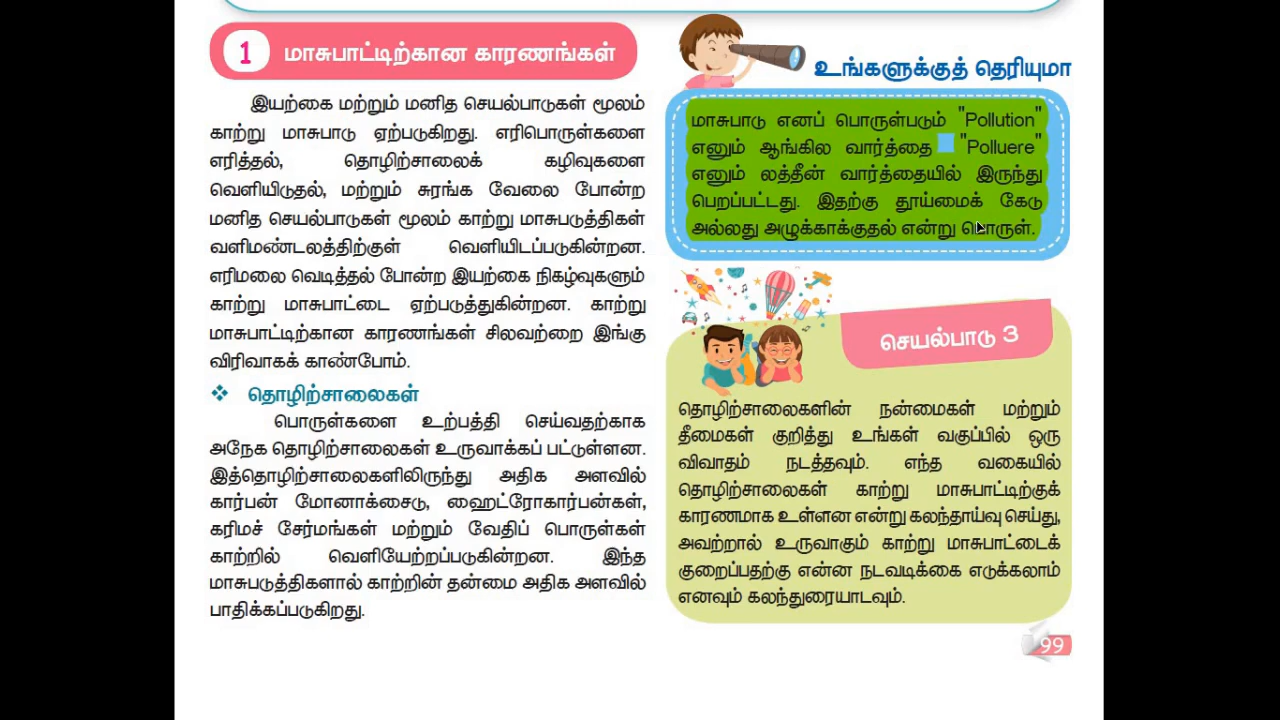 1 மாசுபாட்டிற்கான காரணங்கள்
இயற்கை மற்றும் மனித செயல்பாடுகள் மூலம்
காற்று மாசுபாடு ஏற்படுகிறது. எரிபொருள்களை
எரித்தல், தொழிற்சாலைக் கழிவுகளை
வெளியிடுதல், மற்றும் சுரங்க வேலை போன்ற
மனித செயல்பாடுகள் மூலம் காற்று மாசுபடுத்திகள்
வளிமண்டலத்திற்குள் வெளியிடப்படுகின்றன.
எரிமலை வெடித்தல் போன்ற இயற்கை நிகழ்வுகளும்
காற்று மாசுபாட்டை ஏற்படுத்துகின்றன. காற்று
மாசுபாட்டிற்கான காரணங்கள் சிலவற்றை இங்கு
விரிவாகக் காண்போம்.
❖ தொழிற்சாலைகள்
பொருள்களை உற்பத்தி செய்வதற்காக
அநேக தொழிற்சாலைகள் உருவாக்கப் பட்டுள்ளன.
இத்தொழிற்சாலைகளிலிருந்து அதிக அளவில்
கார்பன் மோனாக்சைடு, ஹைட்ரோகார்பன்கள்,
கரிமச் சேர்மங்கள் மற்றும் வேதிப் பொருள்கள்
காற்றில் வெளியேற்றப்படுகின்றன. இந்த
மாசுபடுத்திகளால் காற்றின் தன்மை அதிக அளவில்
பாதிக்கப்படுகிறது.
உங்களுக்குத் தெரியுமா
மாசுபாடு எனப் பொருள்படும் "Pollution"
எனும் ஆங்கில வார்த்தை "Polluere"
எனும் லத்தீன் வார்த்தையில் இருந்து
பெறப்பட்டது. இதற்கு தூய்மைக் கேடு
அல்லது அழுக்காக்குதல் என்று பொருள்.
செயல்பாடு 3
தொழிற்சாலைகளின் நன்மைகள் மற்றும்
தீமைகள் குறித்து உங்கள் வகுப்பில் ஒரு
விவாதம் நடத்தவும். எந்த வகையில்
தொழிற்சாலைகள் காற்று மாசுபாட்டிற்குக்
காரணமாக உள்ளன என்று கலந்தாய்வு செய்து,
அவற்றால் உருவாகும் காற்று மாசுபாட்டைக்
குறைப்பதற்கு என்ன நடவடிக்கை எடுக்கலாம்
எனவும் கலந்துரையாடவும்.
99